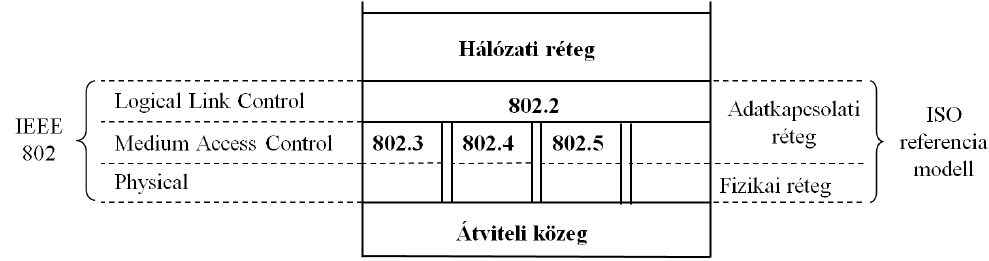 Hálózati réteg
IEEE
802
Logical Link Control
802.2
Medium Access Control
802.3
802.4
802.5
Physical
Adatkapcsolati
réteg
Fizikai réteg
ISO
referencia
modell
Átviteli közeg